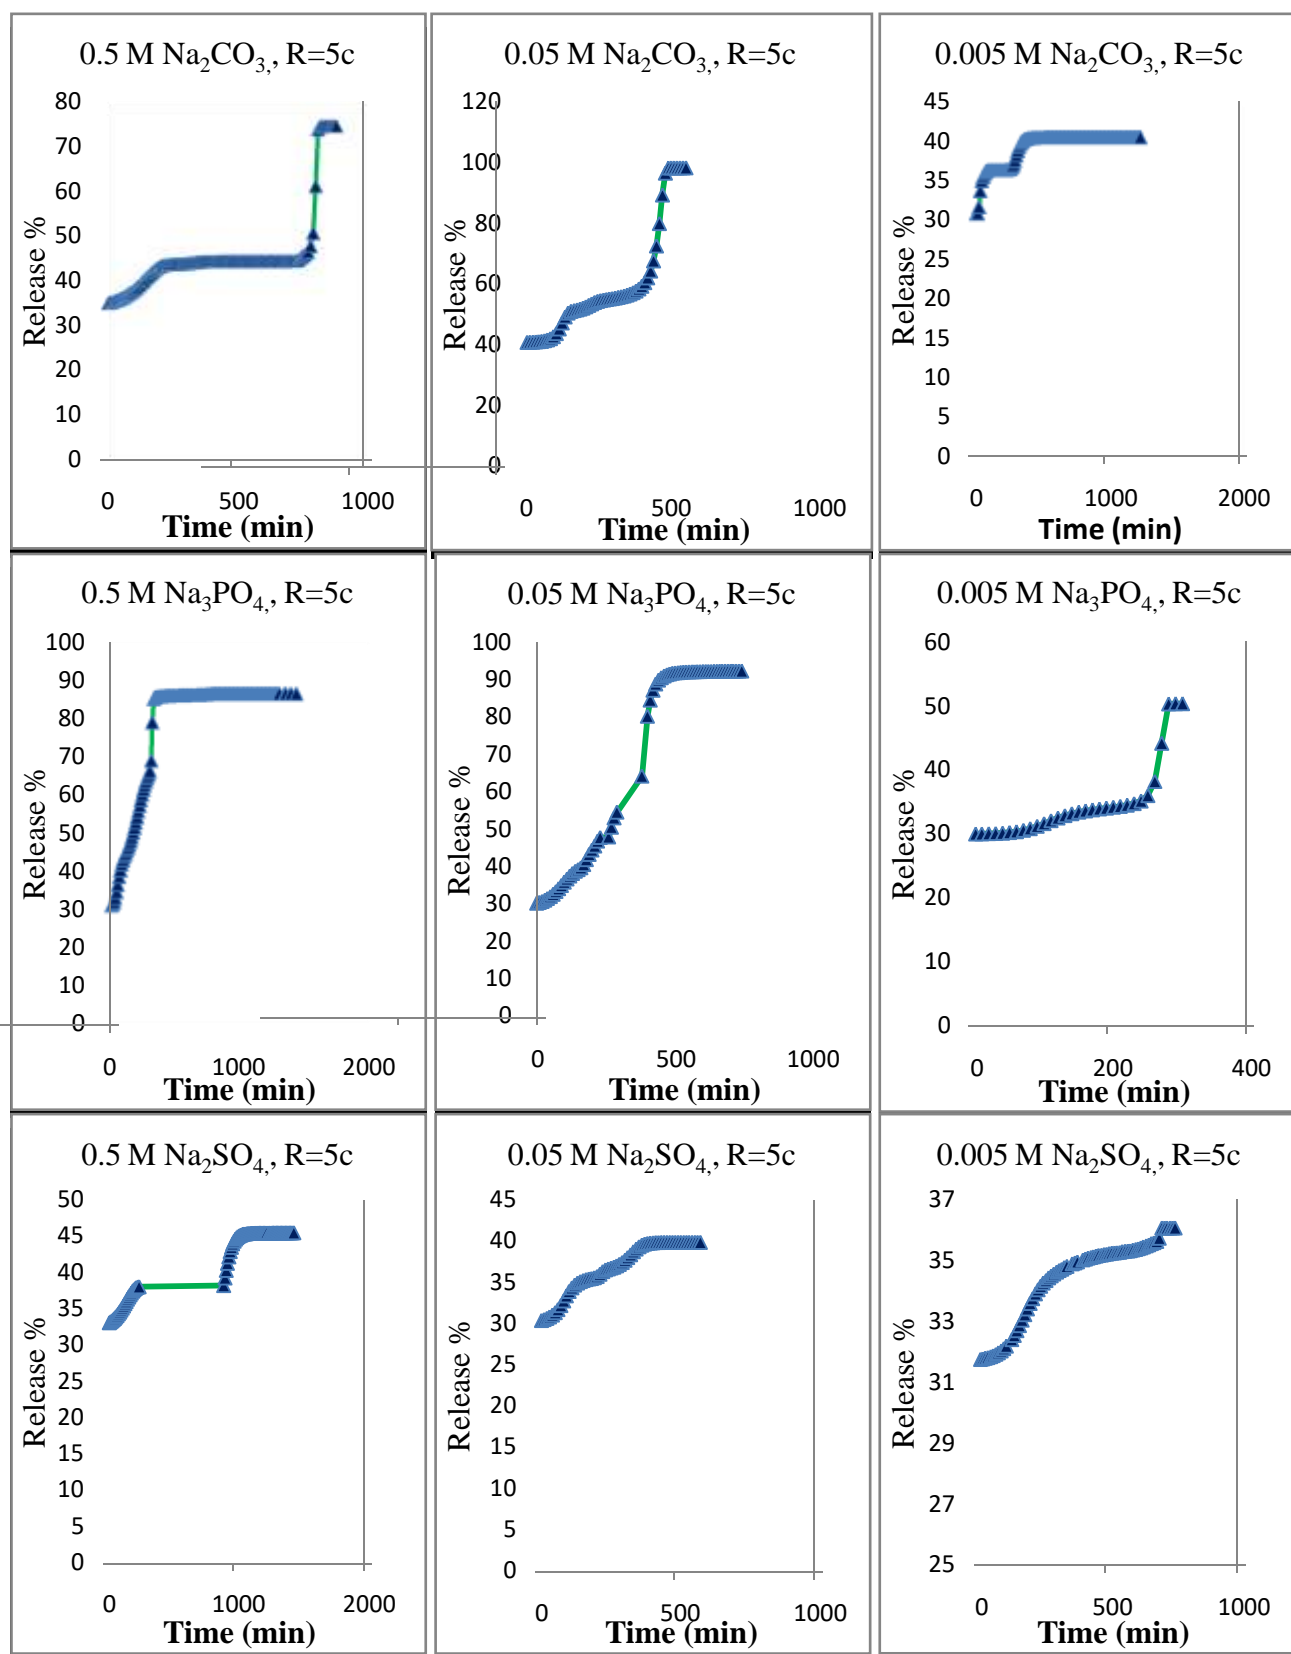 0.5 M Na₂CO₃,, R=5c
80
70
60
50
40
30
20
10
0
Release %
0 500 1000
Time (min)
0.05 M Na₂CO₃,, R=5c
120
100
80
60
40
20
0
Release %
0 500 1000
Time (min)
0.005 M Na₂CO₃,, R=5c
45
40
35
30
25
20
15
10
5
0
Release %
0 1000 2000
Time (min)
0.5 M Na₃PO₄,, R=5c
100
90
80
70
60
50
40
30
20
10
0
Release %
0 1000 2000
Time (min)
0.05 M Na₃PO₄,, R=5c
100
90
80
70
60
50
40
30
20
10
0
Release %
0 500 1000
Time (min)
0.005 M Na₃PO₄,, R=5c
60
50
40
30
20
10
0
Release %
0 200 400
Time (min)
0.5 M Na₂SO₄,, R=5c
50
45
40
35
30
25
20
15
10
5
0
Release %
0 1000 2000
Time (min)
0.05 M Na₂SO₄,, R=5c
45
40
35
30
25
20
15
10
5
0
Release %
0 500 1000
Time (min)
0.005 M Na₂SO₄,, R=5c
37
35
33
31
29
27
25
Release %
0 500 1000
Time (min)